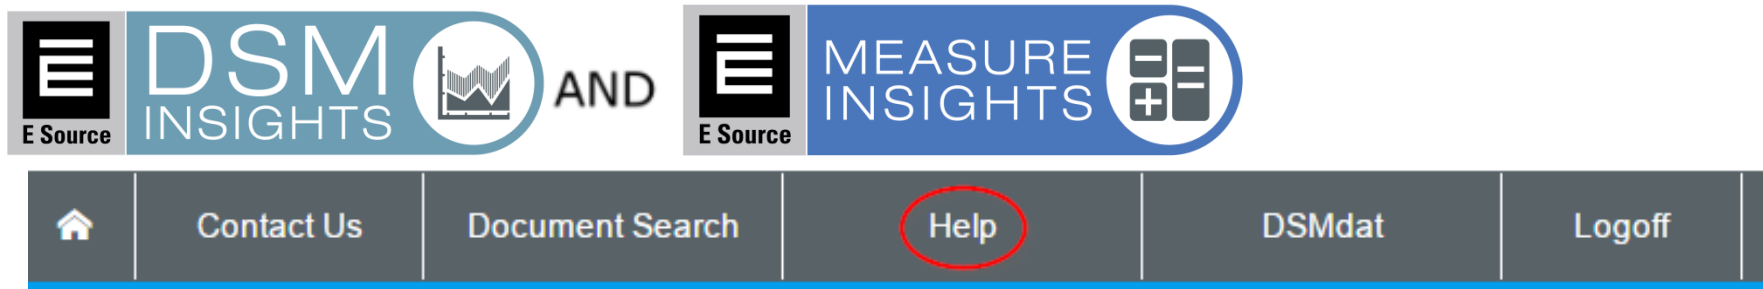 E Source
DSM
INSIGHTS
AND
E Source
MEASURE
INSIGHTS
Contact Us
Document Search
Help
DSMdat
Logoff